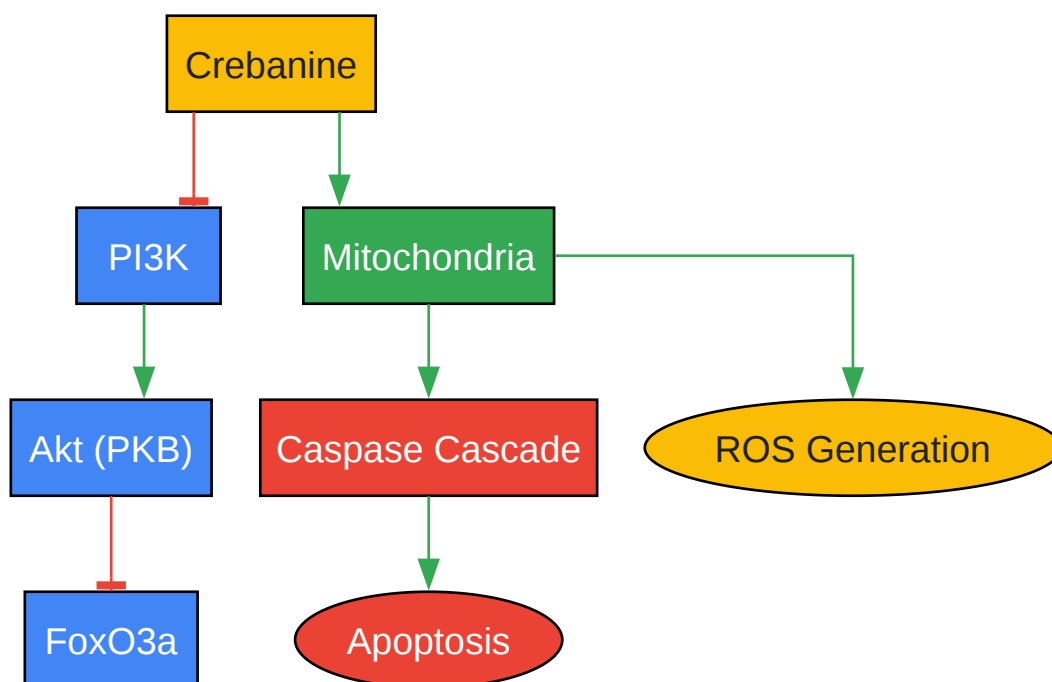 Crebanine
PI3K
Mitochondria
Akt (PKB)
Caspase Cascade
ROS Generation
FoxO3a
Apoptosis